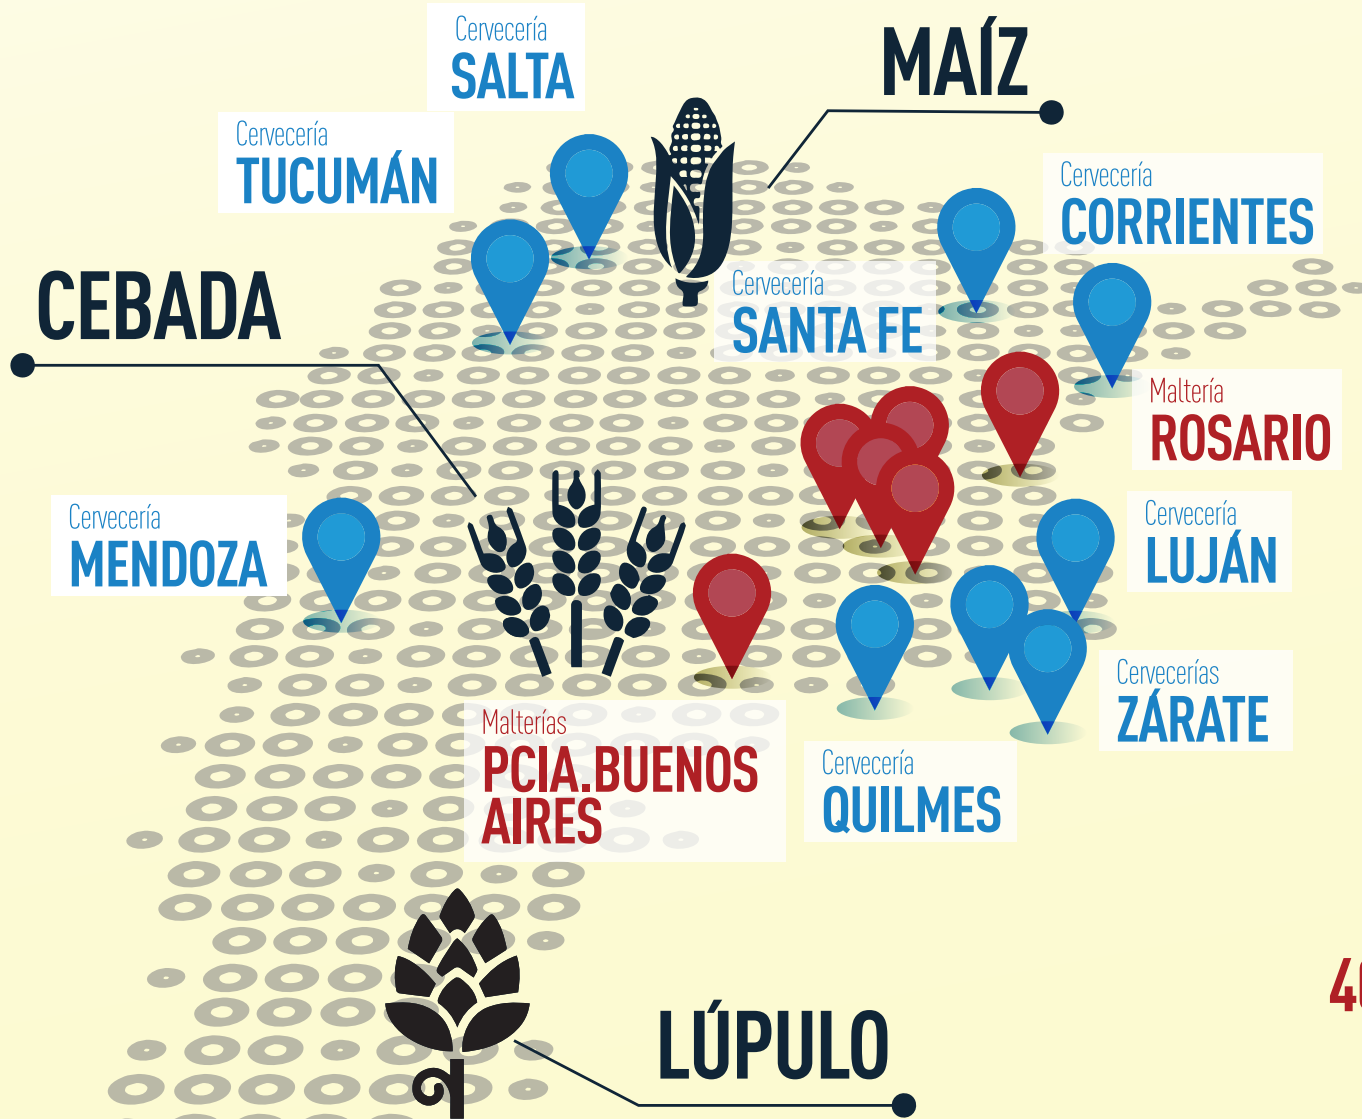 Cervecería
SALTA
MAÍZ
Cervecería
TUCUMÁN
Cervecería
CORRIENTES
CEBADA
Cervecería
SANTA FE
Maltería
ROSARIO
Cervecería
MENDOZA
Cervecería
LUJÁN
Cervecerías
ZÁRATE
Malterías
PCIA.BUENOS
AIRES
Cervecería
QUILMES
LÚPULO